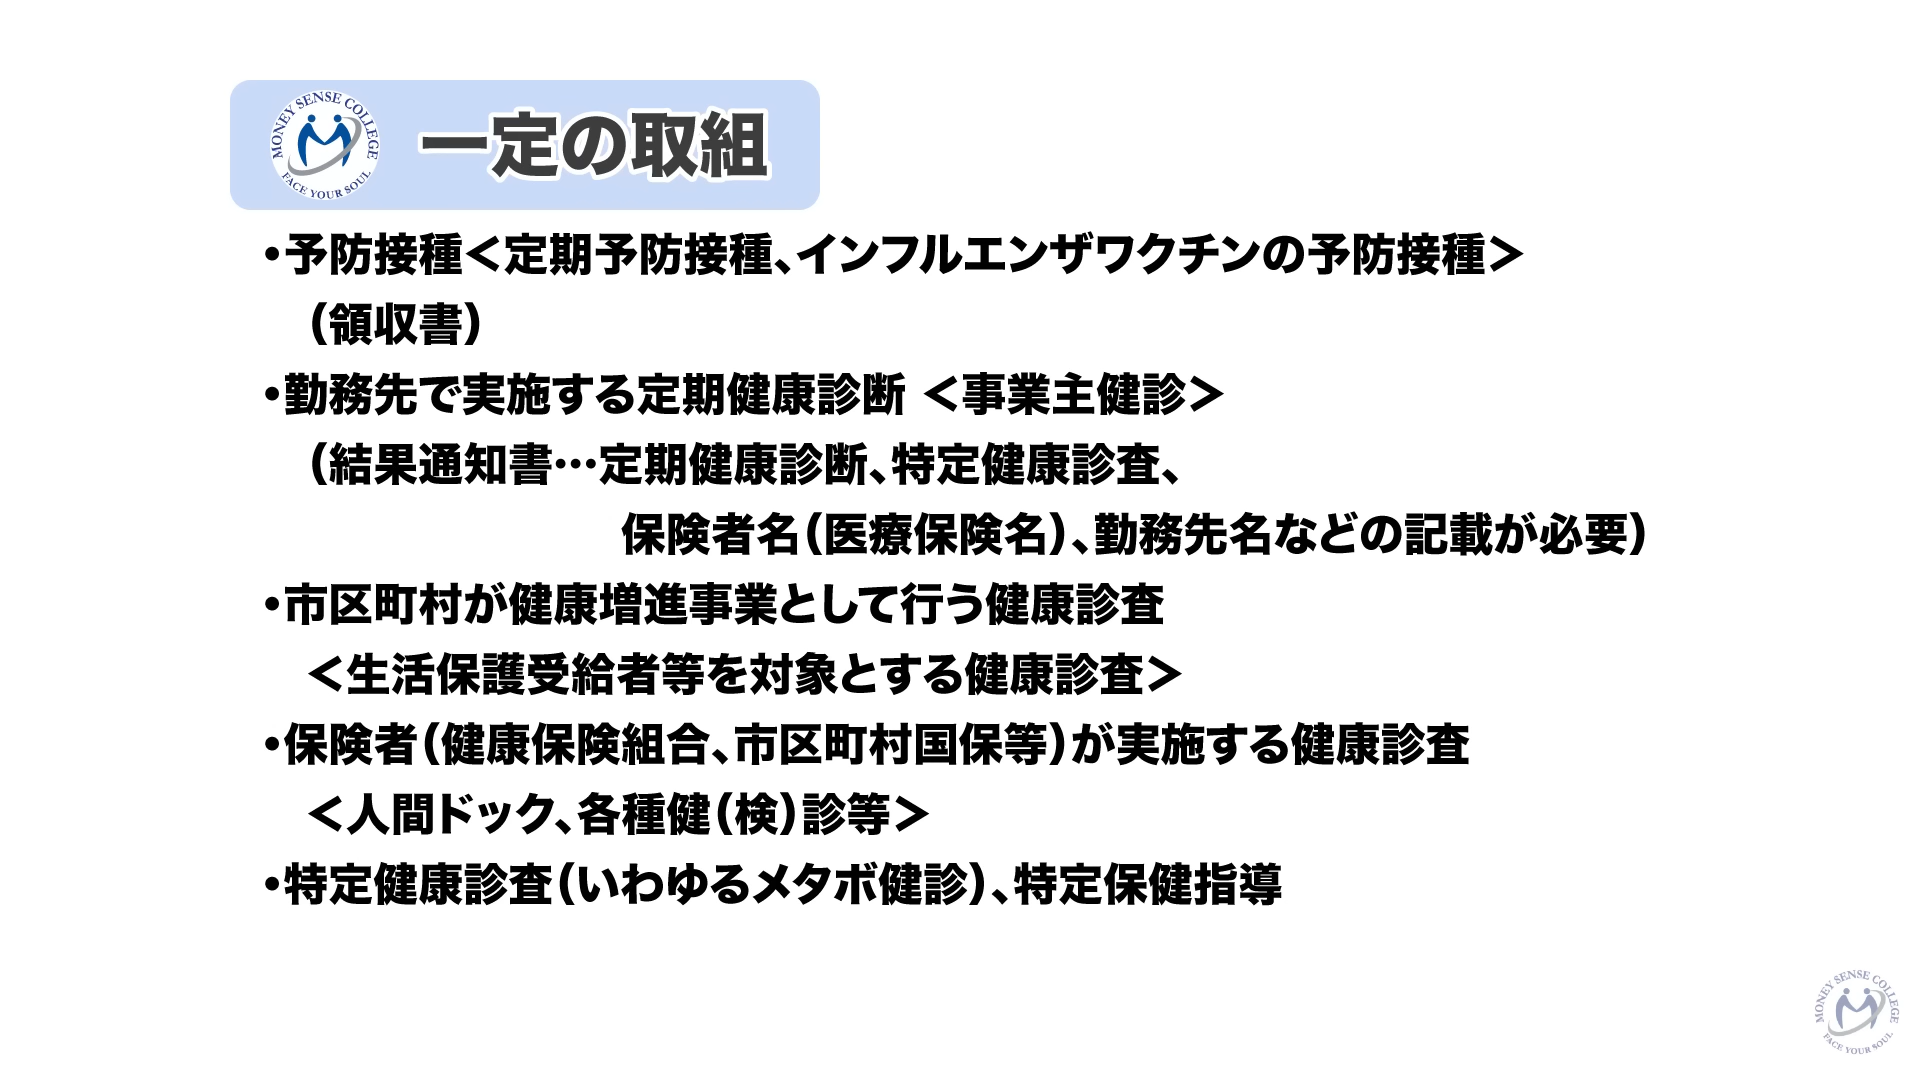 MONEY SENSE COLLEGE
FACE YOUR SOUL
一定の取組
・予防接種＜定期予防接種、インフルエンザワクチンの予防接種＞
（領収書）
・勤務先で実施する定期健康診断 ＜事業主健診＞
（結果通知書…定期健康診断、特定健康診査、
保険者名（医療保険名）、勤務先名などの記載が必要）
・市区町村が健康増進事業として行う健康診査
＜生活保護受給者等を対象とする健康診査＞
・保険者（健康保険組合、市区町村国保等）が実施する健康診査
＜人間ドック、各種健（検）診等＞
・特定健康診査（いわゆるメタボ健診）、特定保健指導
MONEY SENSE COLLEGE
FACE YOUR SOUL